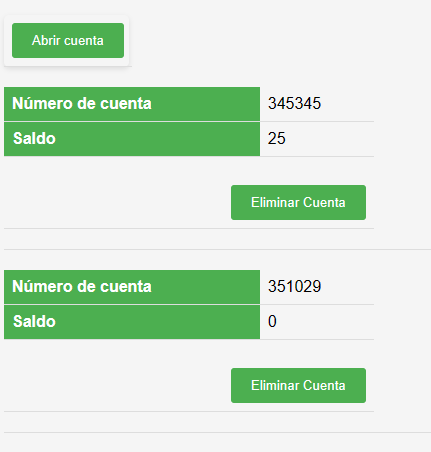 Abrir cuenta
Número de cuenta 345345
Saldo 25
Eliminar Cuenta
Número de cuenta 351029
Saldo 0
Eliminar Cuenta